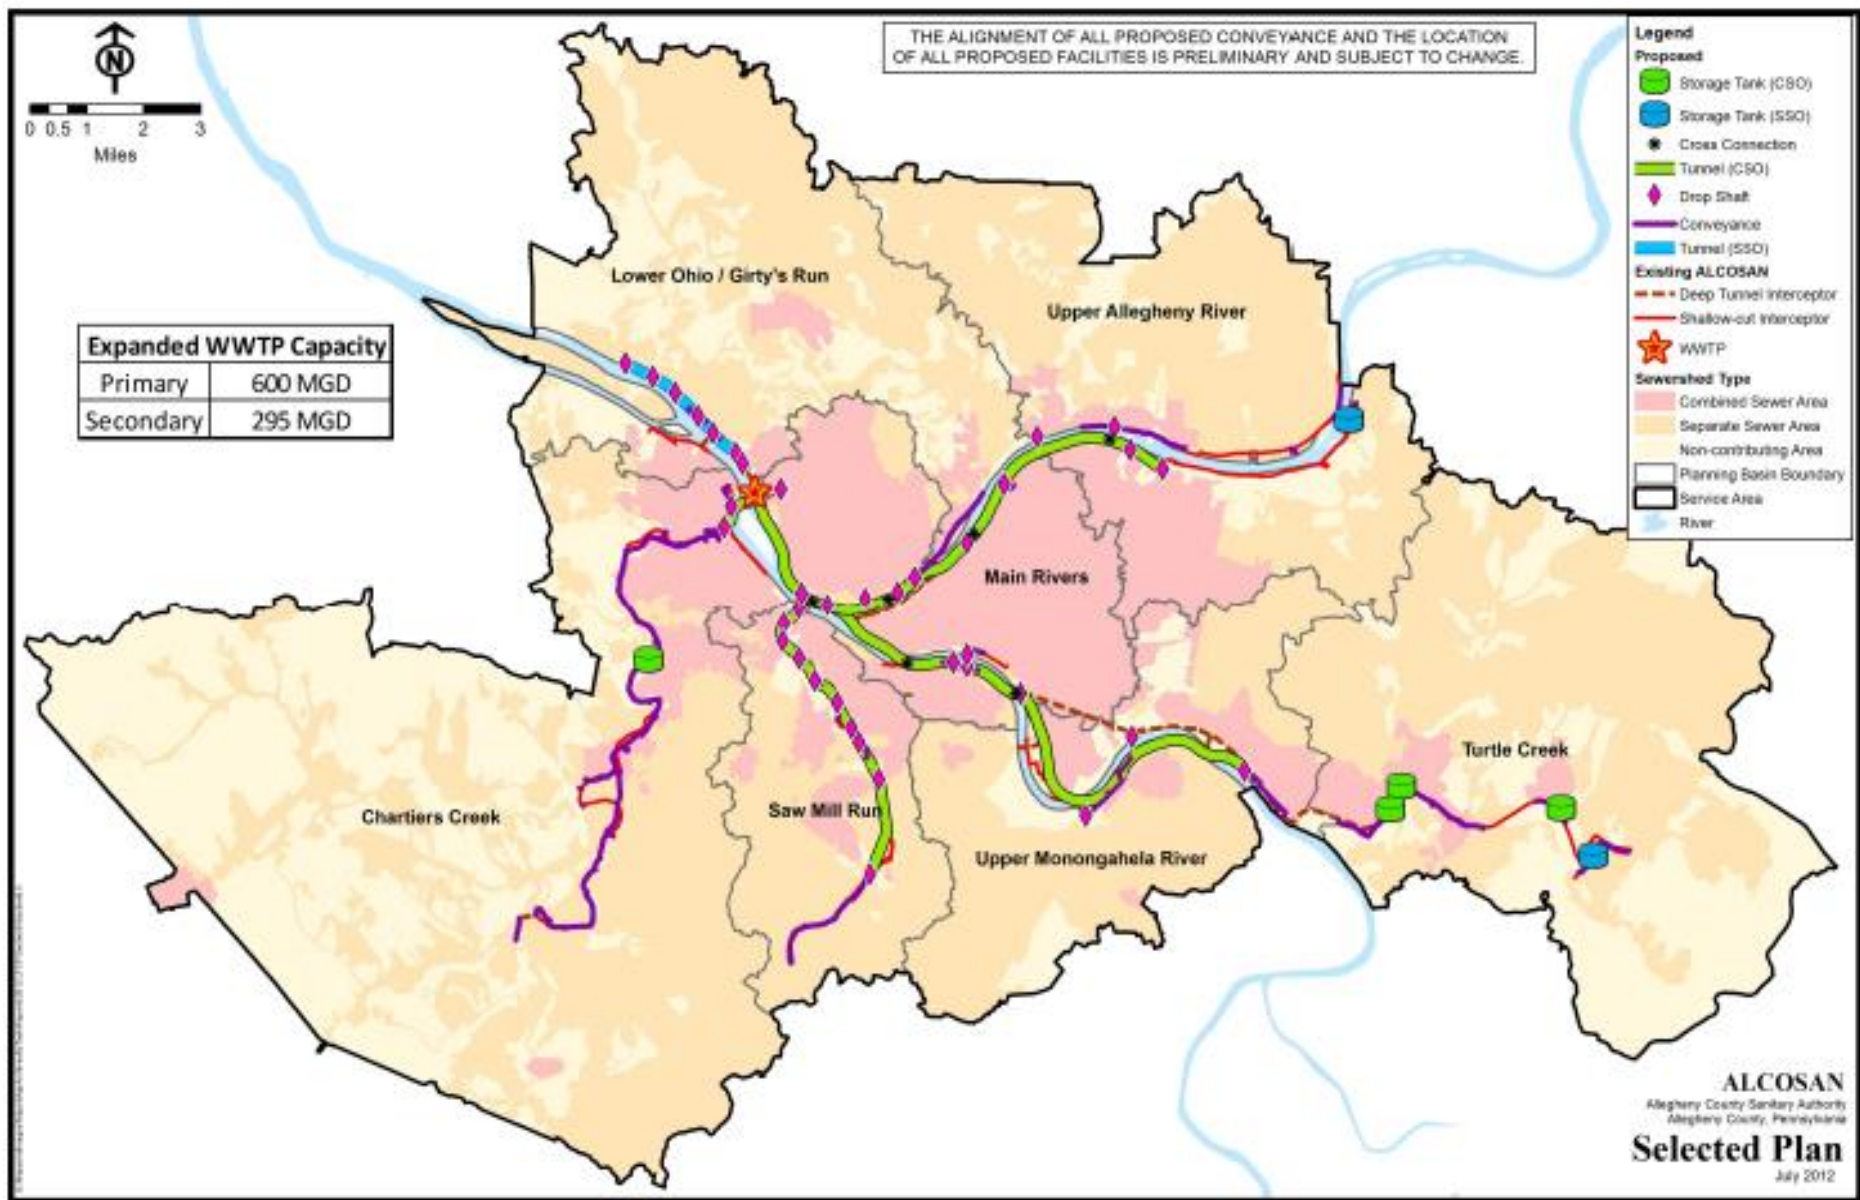 THE ALIGNMENT OF ALL PROPOSED CONVEYANCE AND THE LOCATION
OF ALL PROPOSED FACILITIES IS PRELIMINARY AND SUBJECT TO CHANGE.
N
0 0.5 1 2 3
Miles
Legend
Proposed
Storage Tank (CSO)
Storage Tank (SSO)
Cross Connection
Tunnel (CSO)
Drop Shaft
Conveyance
Tunnel (SSO)
Existing ALCOSAN
Deep Tunnel Interceptor
Shallow-cut Interceptor
WWTP
Sewershed Type
Combined Sewer Area
Separate Sewer Area
Non-contributing Area
Planning Basin Boundary
Service Area
River
Expanded WWTP Capacity
Primary 600 MGD
Secondary 295 MGD
Lower Ohio / Girty's Run
Upper Allegheny River
Main Rivers
Turtle Creek
Chartiers Creek
Saw Mill Run
Upper Monongahela River
ALCOSAN
Allegheny County Sanitary Authority
Allegheny County, Pennsylvania
Selected Plan
July 2012